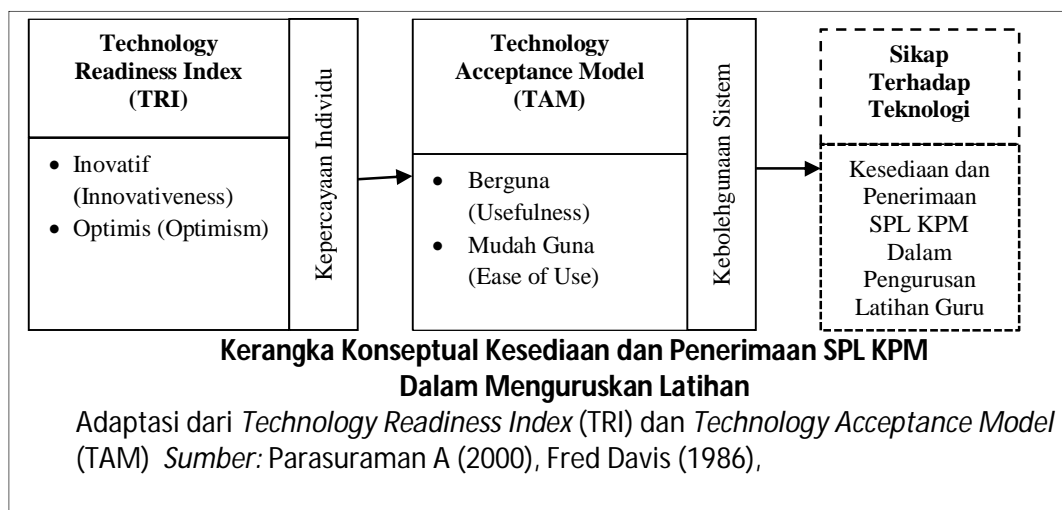 Technology
Readiness Index
(TRI)
• Inovatif
(Innovativeness)
• Optimis (Optimism)
Kepercayaan Individu
Technology
Acceptance Model
(TAM)
• Berguna
(Usefulness)
• Mudah Guna
(Ease of Use)
Kebolehgunaan Sistem
Sikap
Terhadap
Teknologi
Kesediaan dan
Penerimaan
SPL KPM
Dalam
Pengurusan
Latihan Guru
Kerangka Konseptual Kesediaan dan Penerimaan SPL KPM
Dalam Menguruskan Latihan
Adaptasi dari Technology Readiness Index (TRI) dan Technology Acceptance Model
(TAM) Sumber: Parasuraman A (2000), Fred Davis (1986),